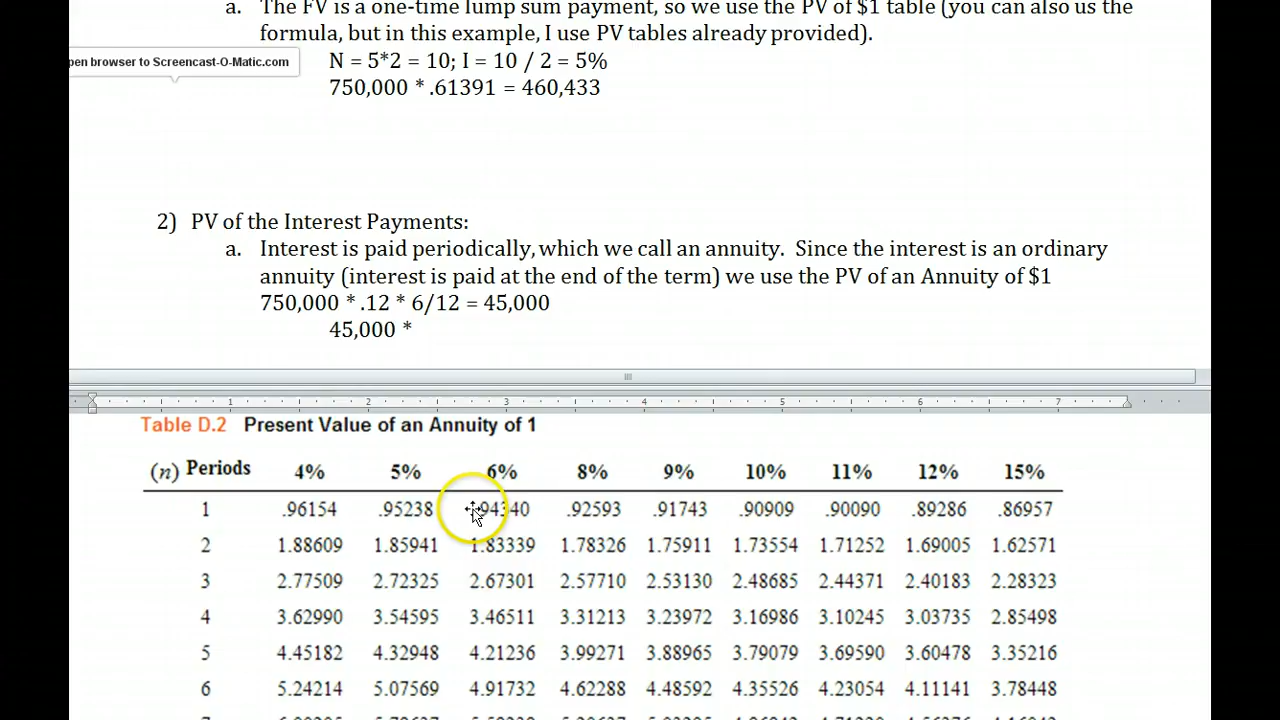 a. The FV is a one-time lump sum payment, so we use the PV of $1 table (you can also us the
formula, but in this example, I use PV tables already provided).
pen browser to Screencast-O-Matic.com
N = 5*2 = 10; I = 10 / 2 = 5%
750,000 * .61391 = 460,433
2) PV of the Interest Payments:
a. Interest is paid periodically, which we call an annuity. Since the interest is an ordinary
annuity (interest is paid at the end of the term) we use the PV of an Annuity of $1
750,000 * .12 * 6/12 = 45,000
45,000 *
1 2 3 4 5 6 7
Table D.2 Present Value of an Annuity of 1
(n) Periods 4% 5% 6% 8% 9% 10% 11% 12% 15%
1 .96154 .95238 .94340 .92593 .91743 .90909 .90090 .89286 .86957
2 1.88609 1.85941 1.83339 1.78326 1.75911 1.73554 1.71252 1.69005 1.62571
3 2.77509 2.72325 2.67301 2.57710 2.53130 2.48685 2.44371 2.40183 2.28323
4 3.62990 3.54595 3.46511 3.31213 3.23972 3.16986 3.10245 3.03735 2.85498
5 4.45182 4.32948 4.21236 3.99271 3.88965 3.79079 3.69590 3.60478 3.35216
6 5.24214 5.07569 4.91732 4.62288 4.48592 4.35526 4.23054 4.11141 3.78448